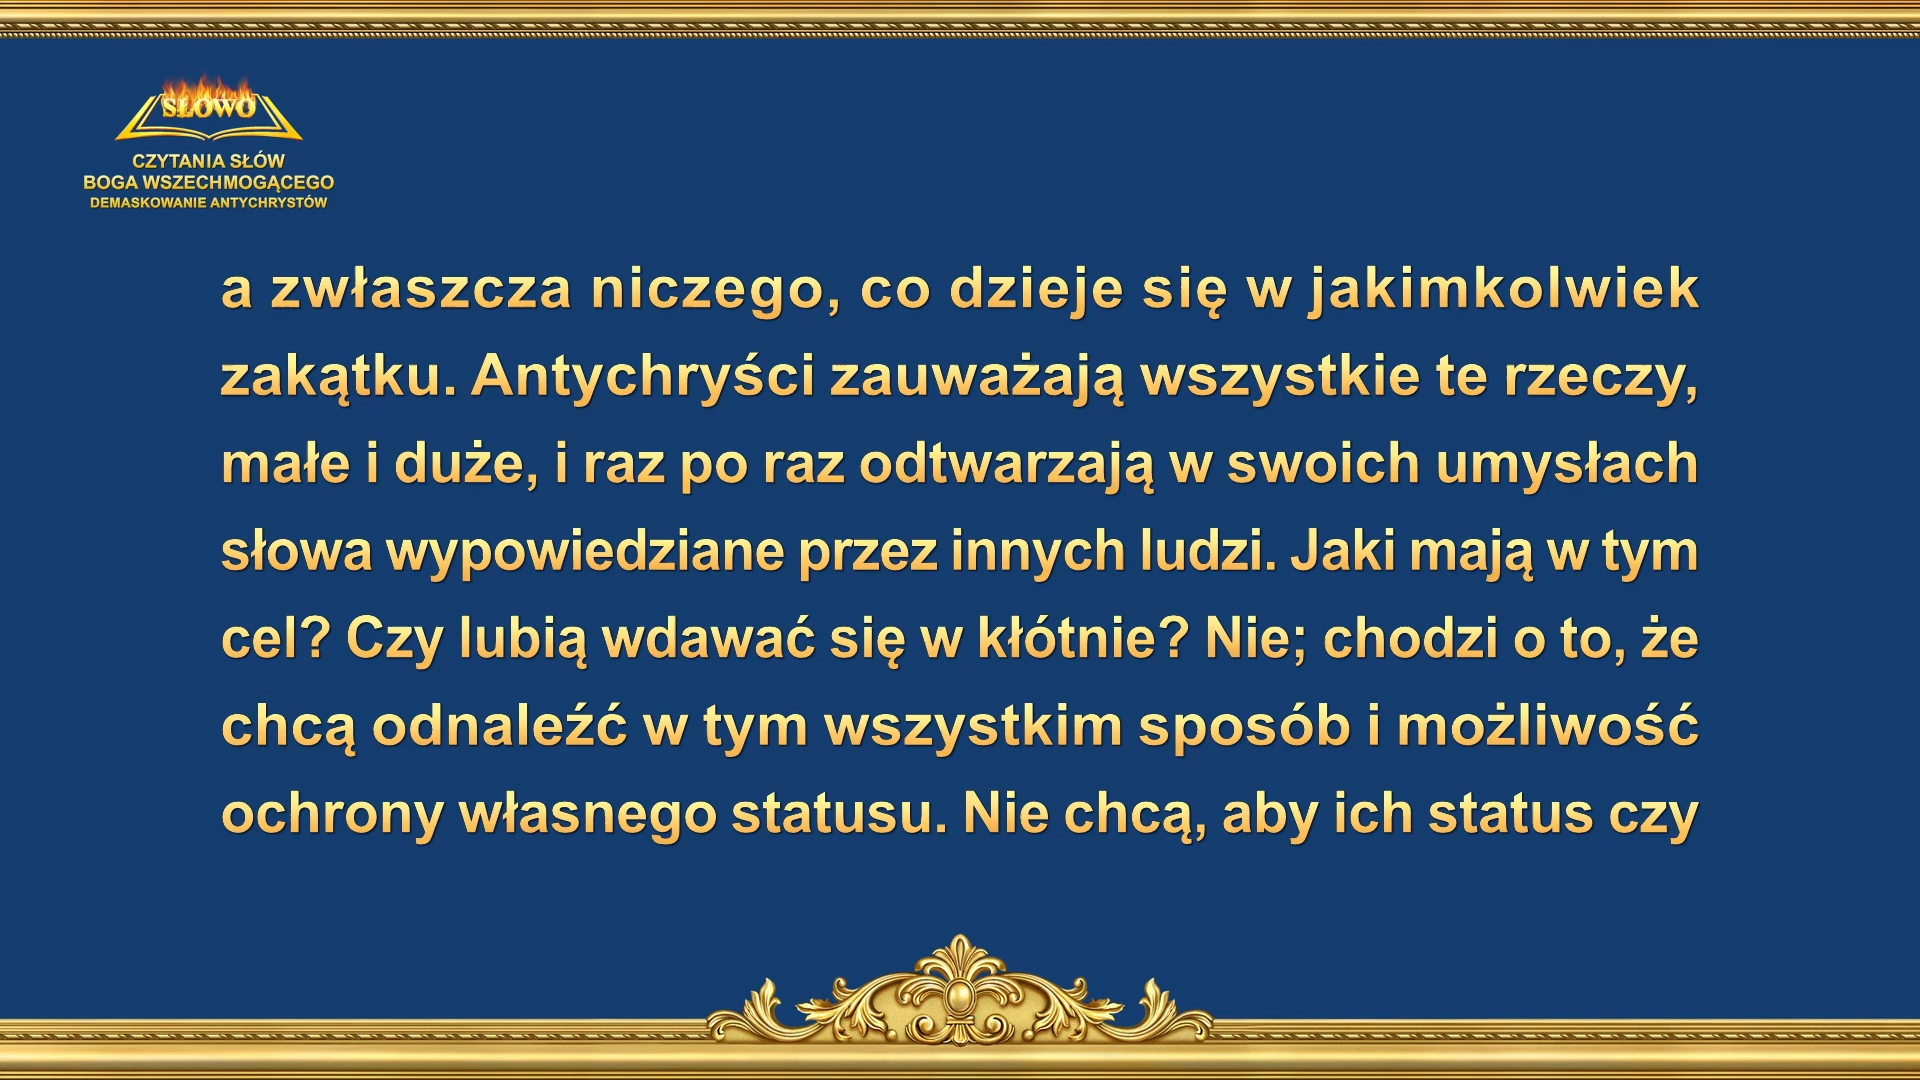 SŁOWO
CZYTANIA SŁÓW
BOGA WSZECHMOGĄCEGO
DEMASKOWANIE ANTYCHRYSTÓW
a zwłaszcza niczego, co dzieje się w jakimkolwiek
zakątku. Antychryści zauważają wszystkie te rzeczy,
małe i duże, i raz po raz odtwarzają w swoich umysłach
słowa wypowiedziane przez innych ludzi. Jaki mają w tym
cel? Czy lubią wdawać się w kłótnie? Nie; chodzi o to, że
chcą odnaleźć w tym wszystkim sposób i możliwość
ochrony własnego statusu. Nie chcą, aby ich status czy